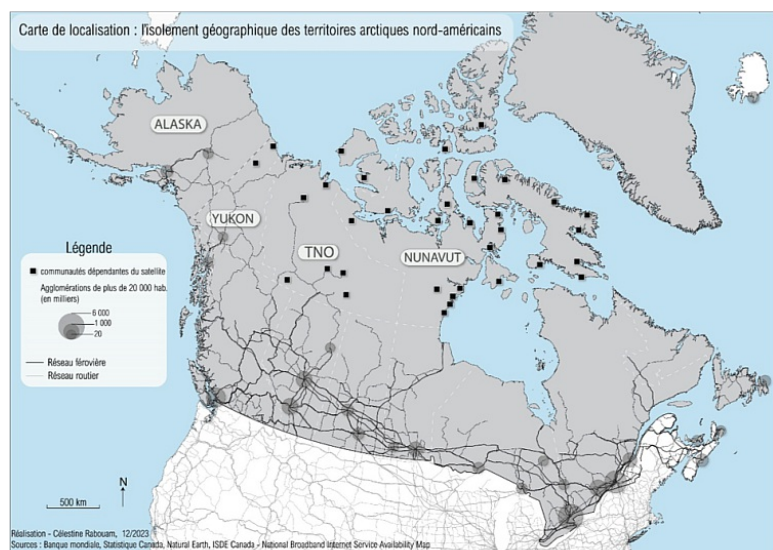 Carte de localisation : l'isolement géographique des territoires arctiques nord-américains
ALASKA
YUKON
TNO
NUNAVUT
Légende
communautés dépendantes du satellite
Agglomérations de plus de 20 000 hab.
(en milliers)
6 000
1 000
20
Réseau férovière
Réseau routier
N
500 km
Réalisation - Célestine Rabouam, 12/2023
Sources : Banque mondiale, Statistique Canada, Natural Earth, ISDE Canada - National Broadband Internet Service Availability Map